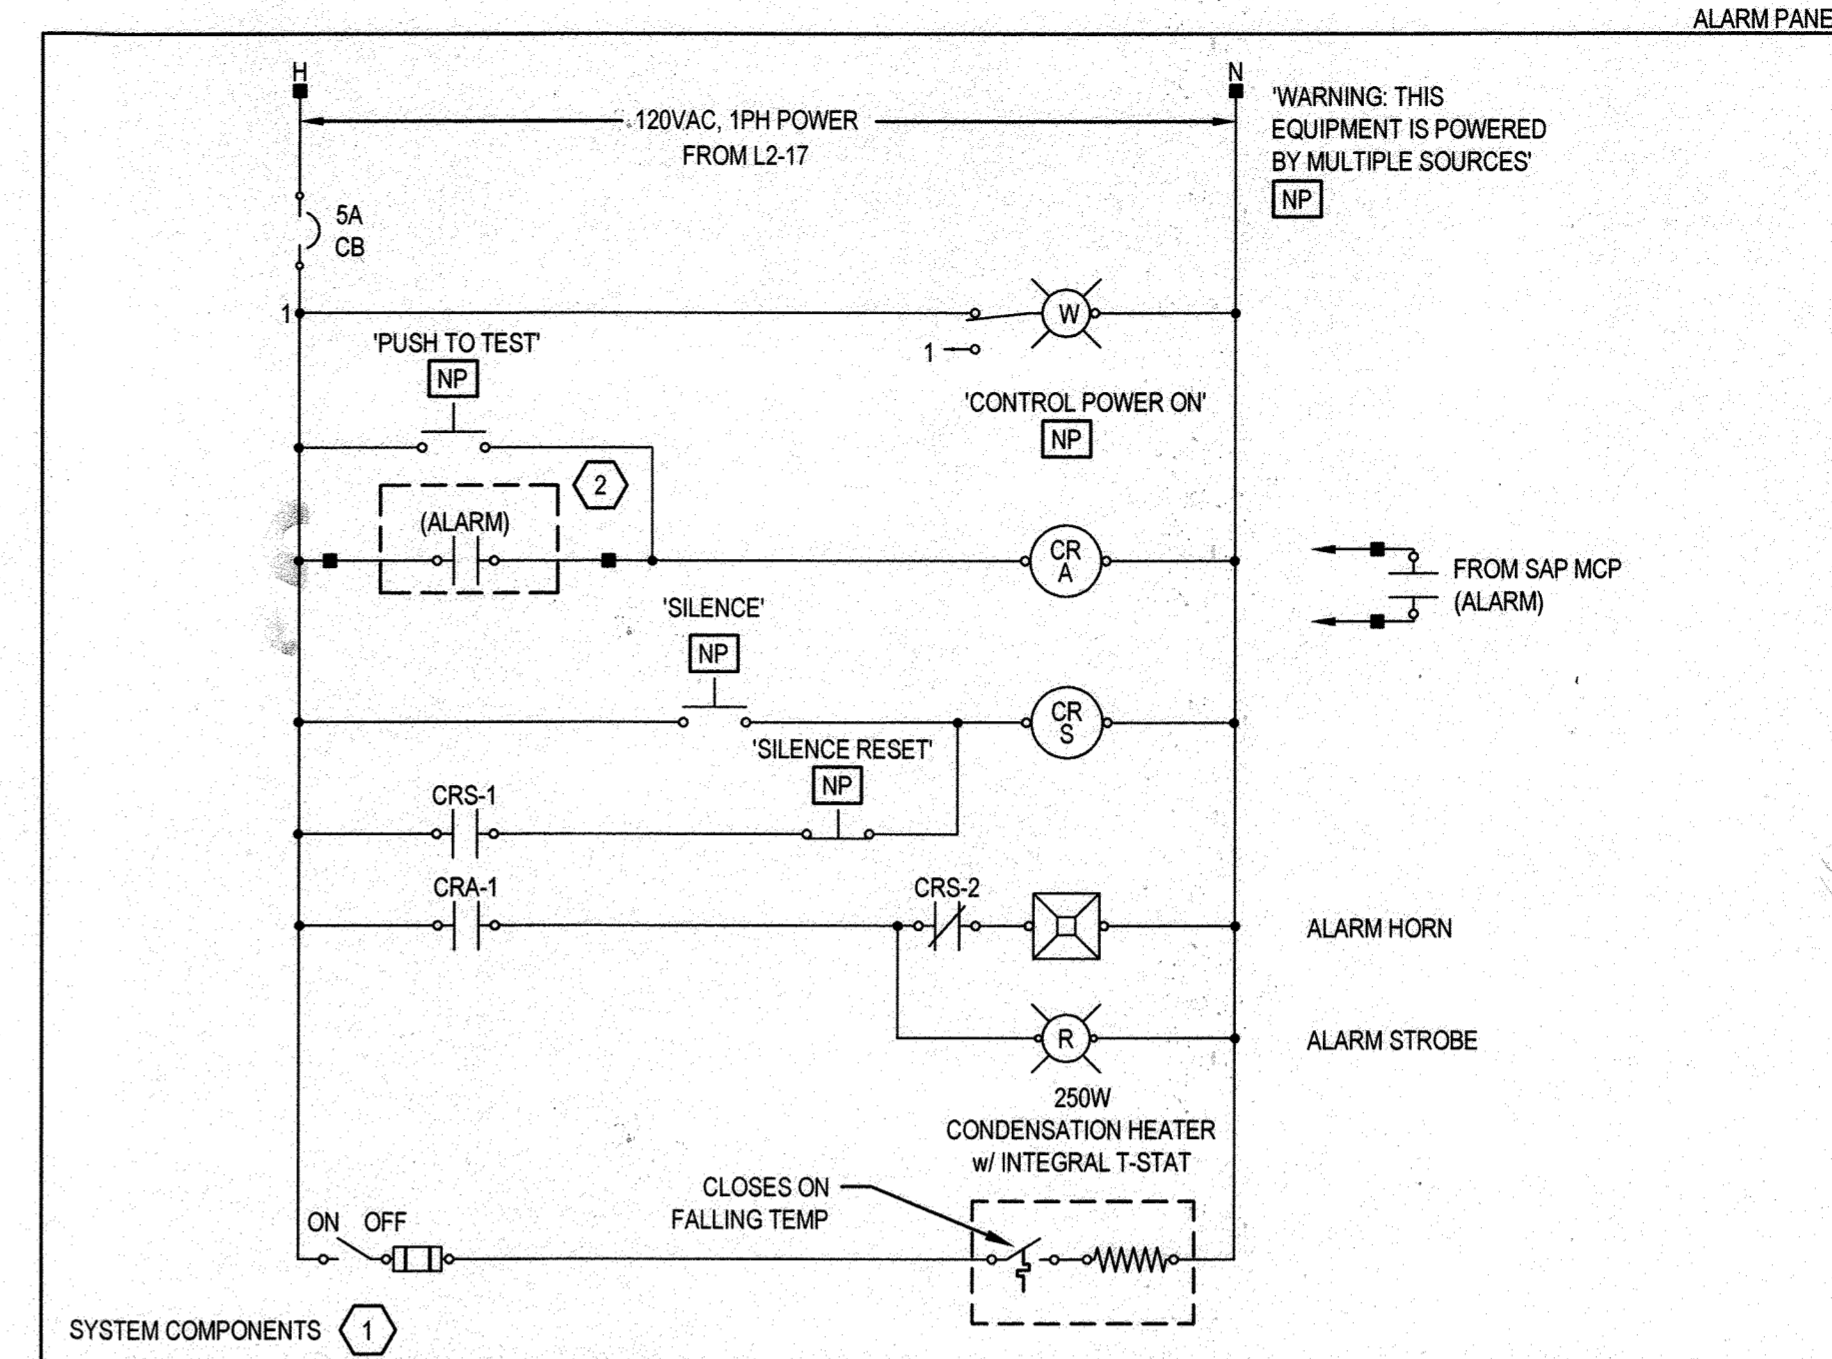 ALARM PANE
H
N
120VAC, 1PH POWER
FROM L2-17
'WARNING: THIS
EQUIPMENT IS POWERED
BY MULTIPLE SOURCES'
NP
5A
CB
1
W
1
'PUSH TO TEST'
NP
'CONTROL POWER ON'
NP
2
(ALARM)
CR
A
FROM SAP MCP
(ALARM)
'SILENCE'
NP
CR
S
'SILENCE RESET'
NP
CRS-1
CRA-1
CRS-2
ALARM HORN
R
ALARM STROBE
250W
CONDENSATION HEATER
w/ INTEGRAL T-STAT
CLOSES ON
FALLING TEMP
ON OFF
SYSTEM COMPONENTS 1